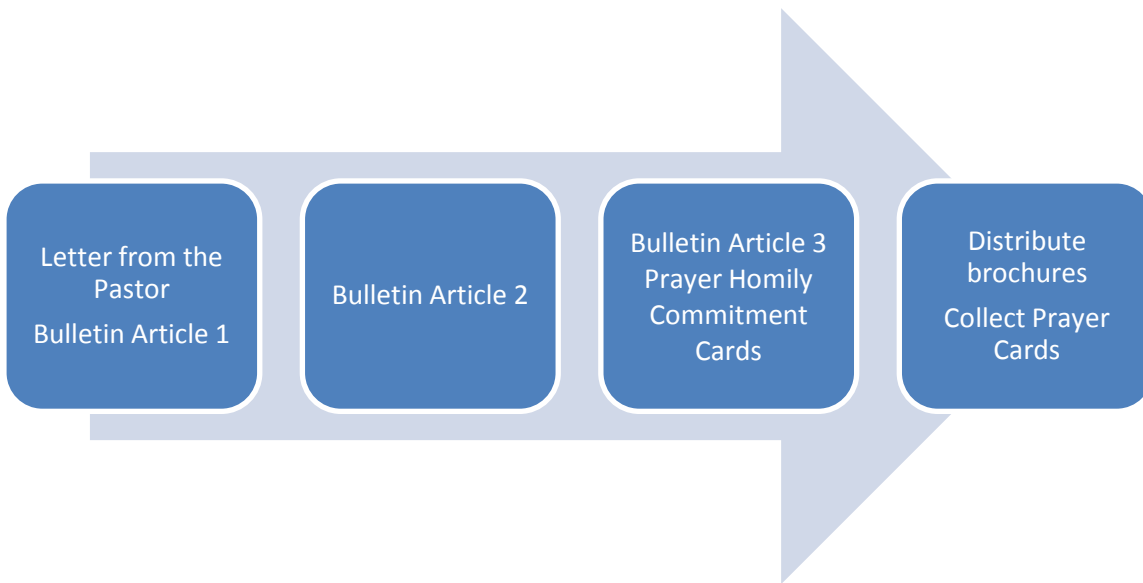 Letter from the
Pastor
Bulletin Article 1
Bulletin Article 2
Bulletin Article 3
Prayer Homily
Commitment
Cards
Distribute
brochures
Collect Prayer
Cards